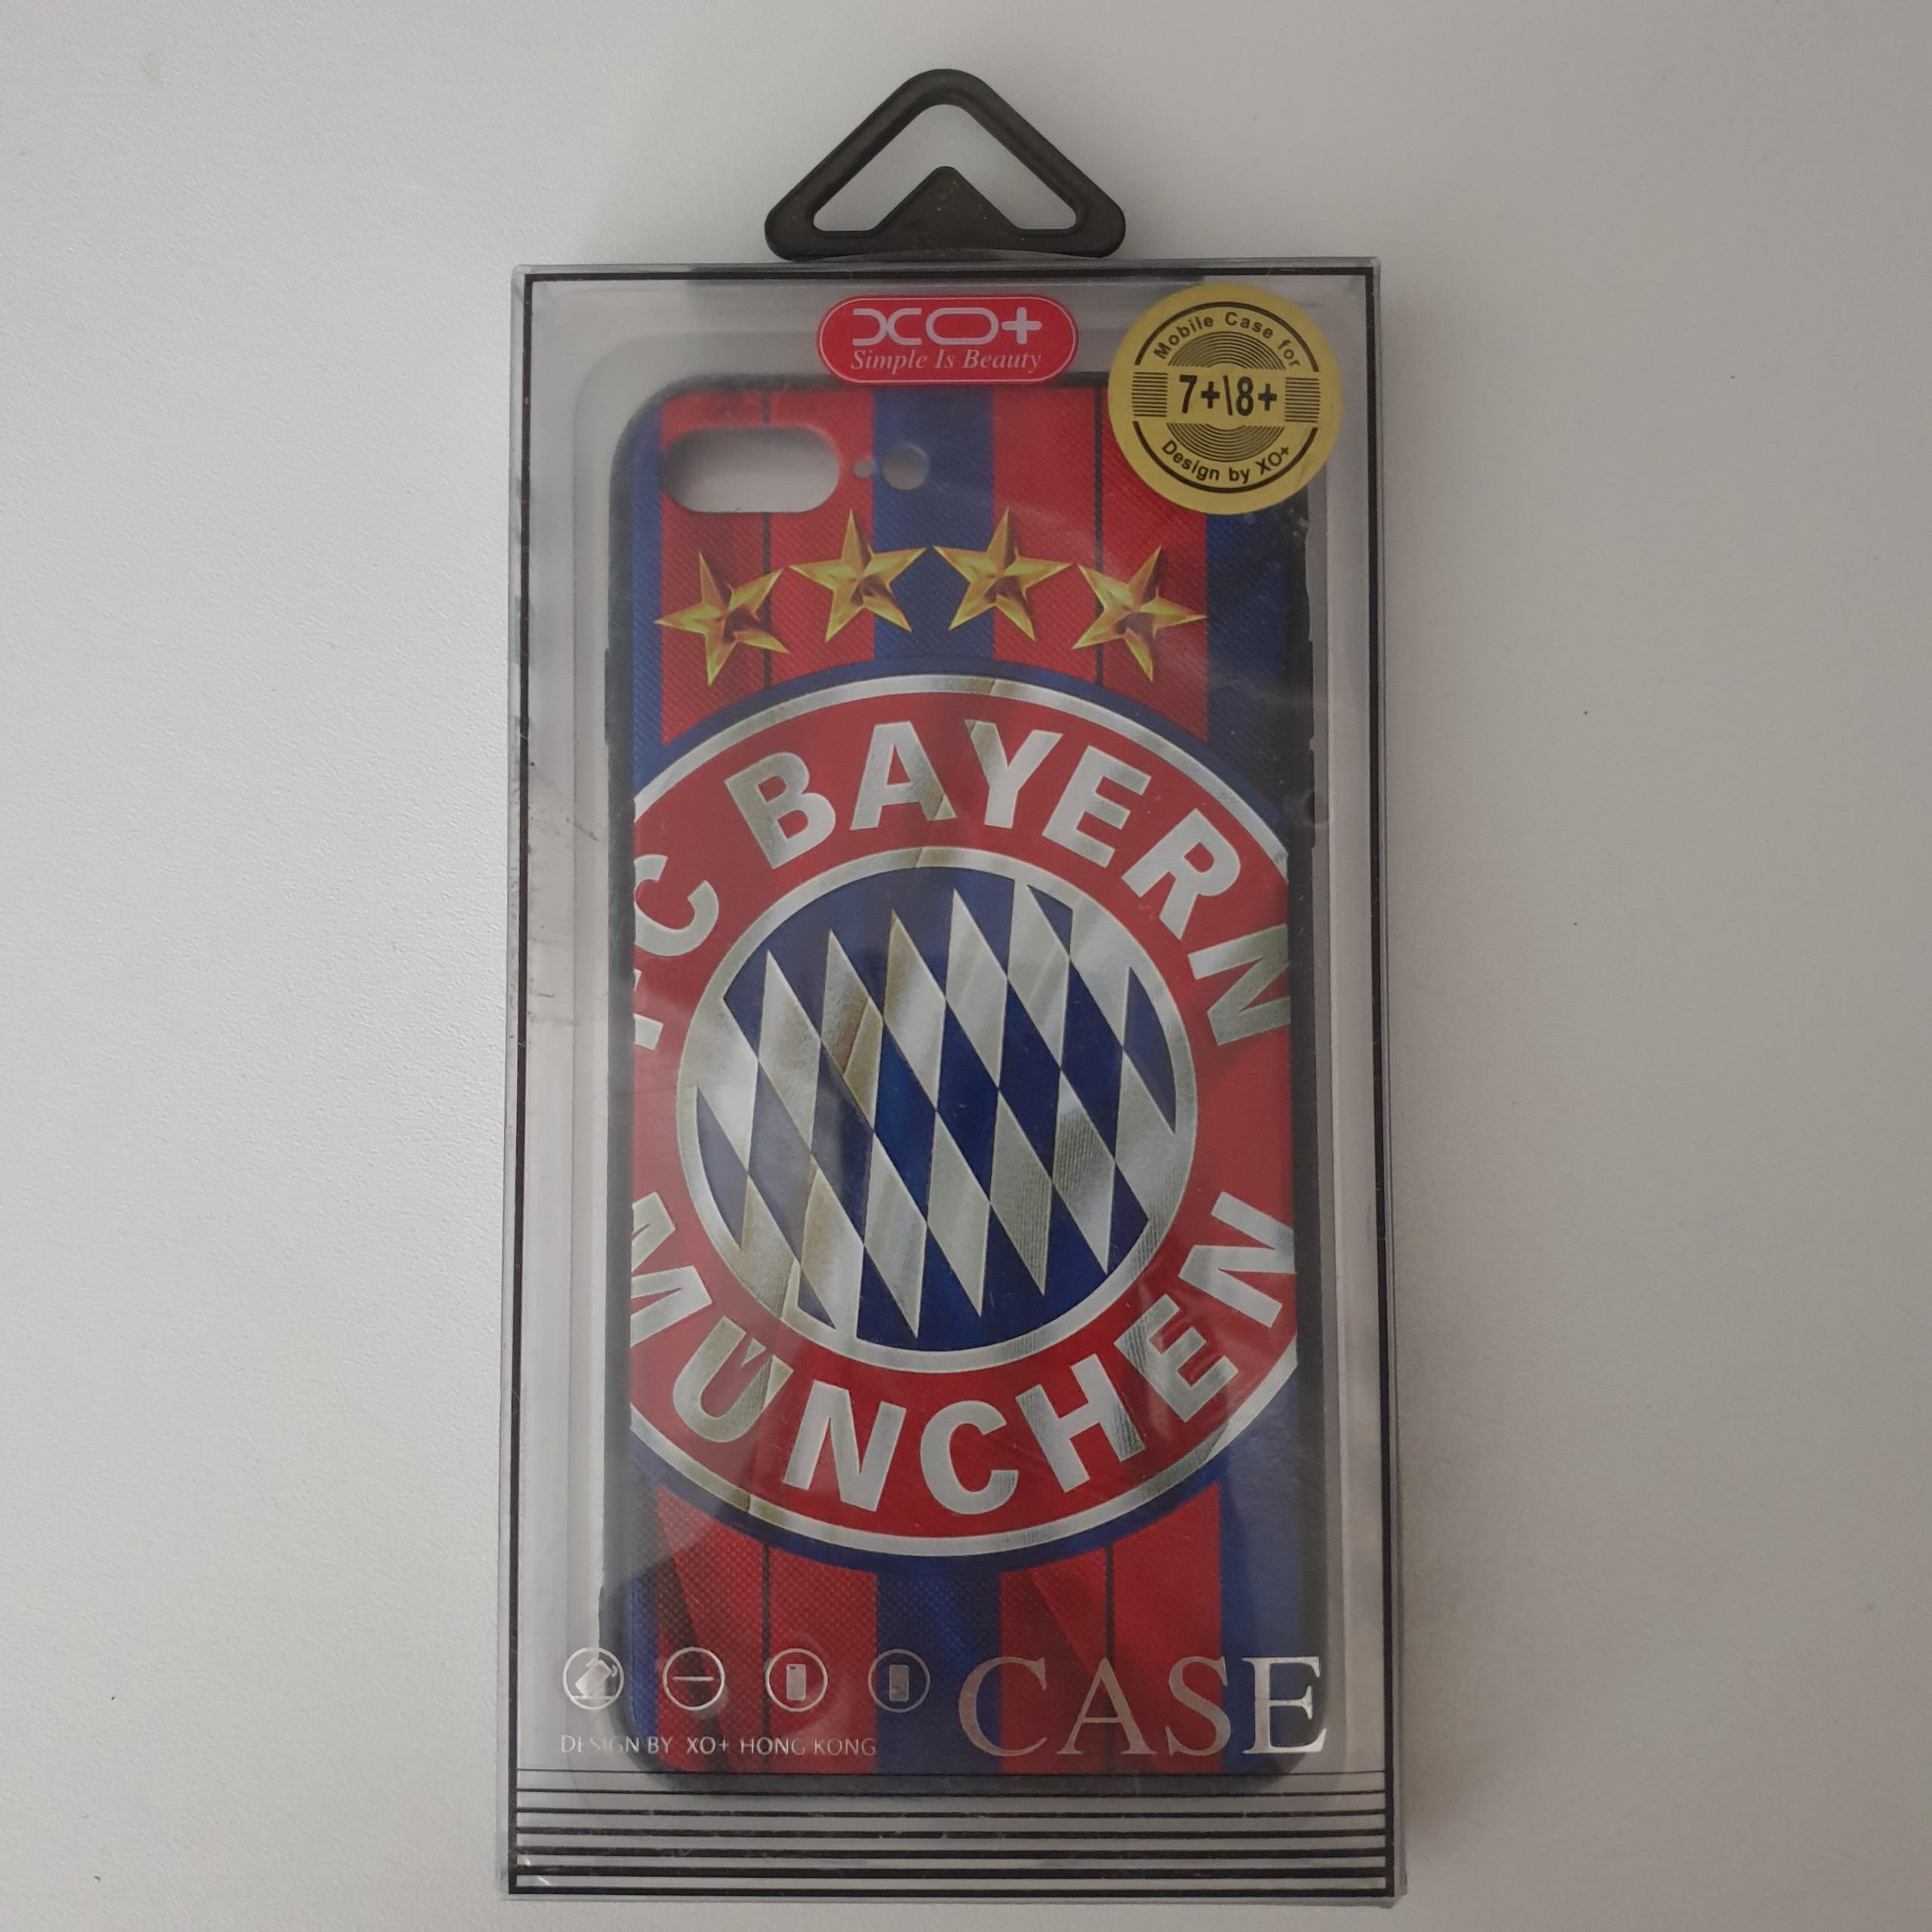 XO+
Simple Is Beauty
Mobile Case for
7+\8+
Design by XO+
FC BAYERN
MUNCHEN
CASE
DESIGN BY XO+ HONG KONG